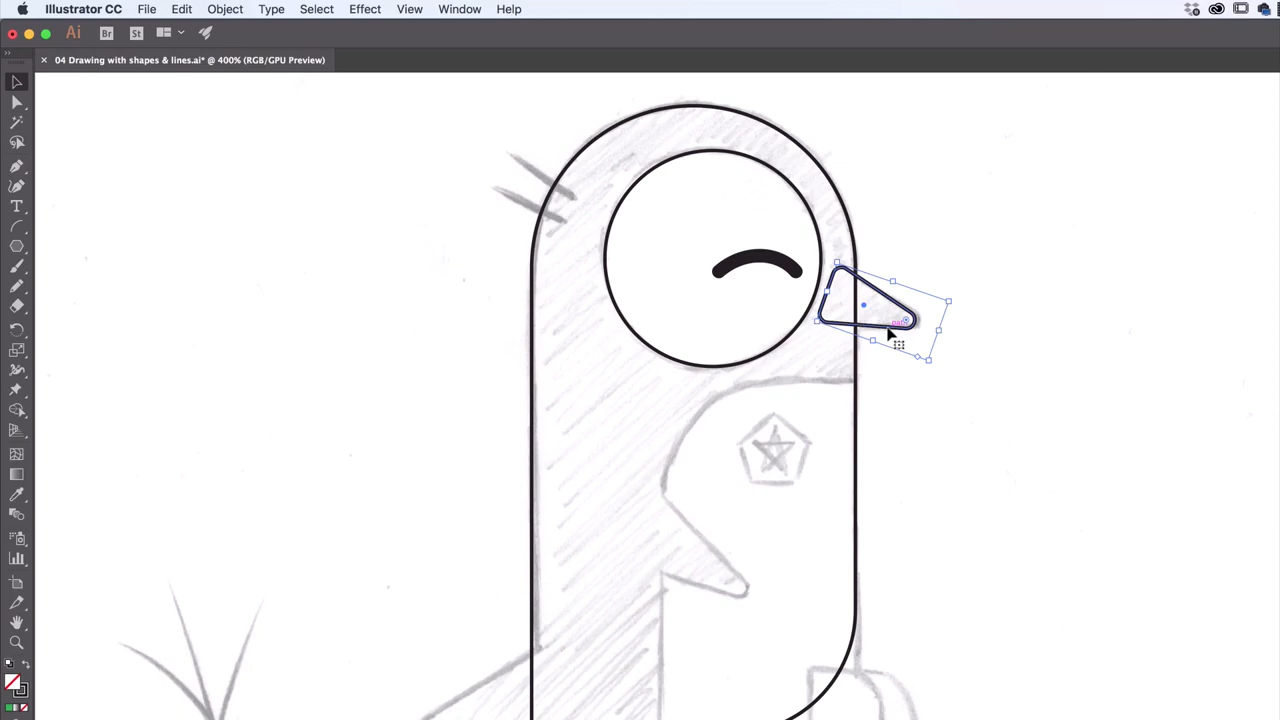 Illustrator CC File Edit Object Type Select Effect View Window Help
Ai Br St
× 04 Drawing with shapes & lines.ai* @ 400% (RGB/GPU Preview)
T
path